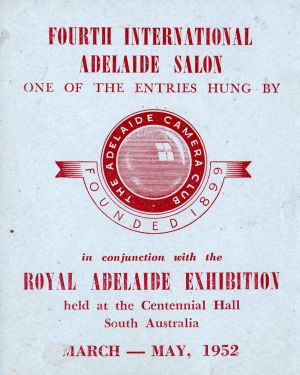 FOURTH INTERNATIONAL
ADELAIDE SALON
ONE OF THE ENTRIES HUNG BY
THE ADELAIDE CAMERA CLUB
FOUNDED 1899
in conjunction with the
ROYAL ADELAIDE EXHIBITION
held at the Centennial Hall
South Australia
MARCH — MAY, 1952